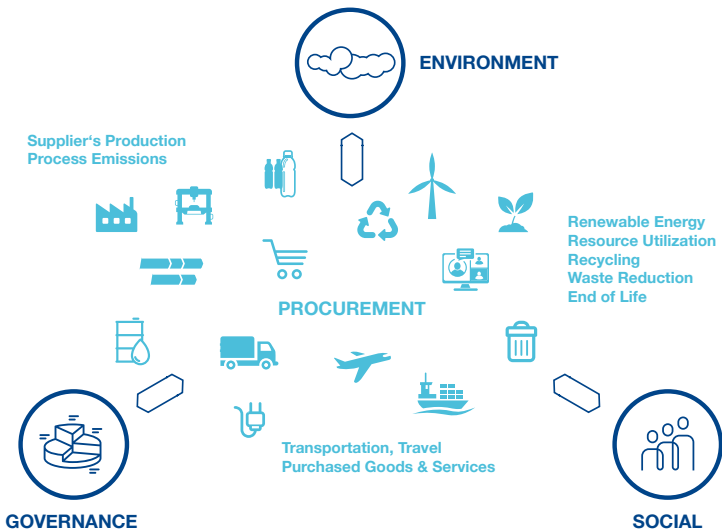 ENVIRONMENT
Supplier‘s Production
Process Emissions
Renewable Energy
Resource Utilization
Recycling
Waste Reduction
End of Life
PROCUREMENT
Transportation, Travel
Purchased Goods & Services
GOVERNANCE
SOCIAL